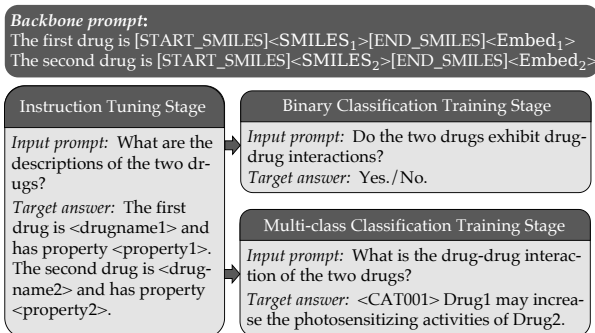 Backbone prompt:
The first drug is [START_SMILES]<SMILES₁>[END_SMILES]<Embed₁>
The second drug is [START_SMILES]<SMILES₂>[END_SMILES]<Embed₂>
Instruction Tuning Stage
Input prompt: What are the
descriptions of the two dr-
ugs?
Target answer: The first
drug is <drugname1> and
has property <property1>.
The second drug is <drug-
name2> and has property
<property2>.
Binary Classification Training Stage
Input prompt: Do the two drugs exhibit drug-
drug interactions?
Target answer: Yes./No.
Multi-class Classification Training Stage
Input prompt: What is the drug-drug interac-
tion of the two drugs?
Target answer: <CAT001> Drug1 may increa-
se the photosensitizing activities of Drug2.